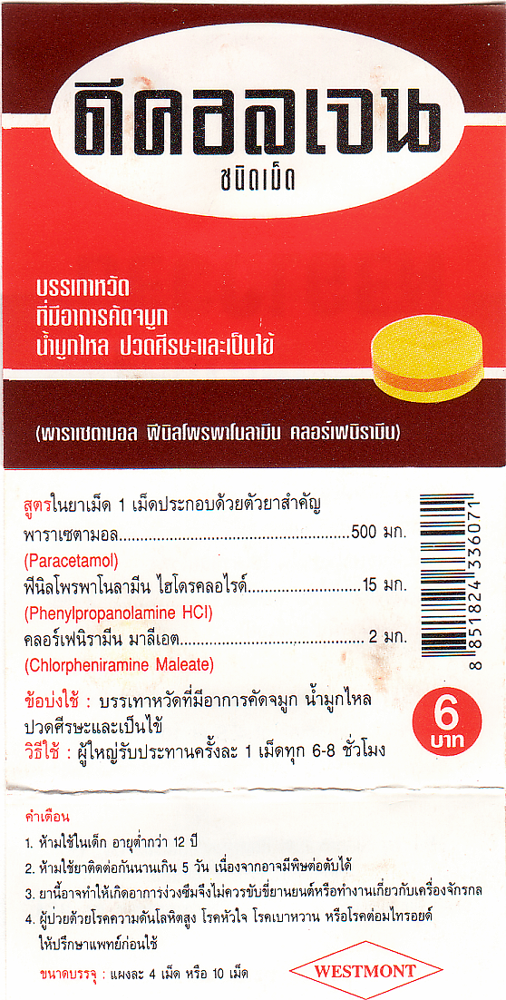 ดีคอลเจน
ชนิดเม็ด
บรรเทาหวัด
ที่มีอาการคัดจมูก
น้ำมูกไหล ปวดศีรษะและเป็นไข้
(พาราเซตามอล ฟีนิลโพรพาโนลามีน คลอร์เฟนิรามีน)
สูตรในยาเม็ด 1 เม็ดประกอบด้วยตัวยาสำคัญ
พาราเซตามอล..................................................500 มก.
(Paracetamol)
ฟีนิลโพรพาโนลามีน ไฮโดรคลอไรด์.........................15 มก.
(Phenylpropanolamine HCl)
คลอร์เฟนิรามีน มาลีเอต........................................ 2 มก.
(Chlorpheniramine Maleate)
8 851824 336071
ข้อบ่งใช้ : บรรเทาหวัดที่มีอาการคัดจมูก น้ำมูกไหล
ปวดศีรษะและเป็นไข้
วิธีใช้ : ผู้ใหญ่รับประทานครั้งละ 1 เม็ดทุก 6-8 ชั่วโมง
6
บาท
คำเตือน
1. ห้ามใช้ในเด็ก อายุต่ำกว่า 12 ปี
2. ห้ามใช้ยาติดต่อกันนานเกิน 5 วัน เนื่องจากอาจมีพิษต่อตับได้
3. ยานี้อาจทำให้เกิดอาการง่วงซึมจึงไม่ควรขับขี่ยานยนต์หรือทำงานเกี่ยวกับเครื่องจักรกล
4. ผู้ป่วยด้วยโรคความดันโลหิตสูง โรคหัวใจ โรคเบาหวาน หรือโรคต่อมไทรอยด์
ให้ปรึกษาแพทย์ก่อนใช้
ขนาดบรรจุ : แผงละ 4 เม็ด หรือ 10 เม็ด
WESTMONT